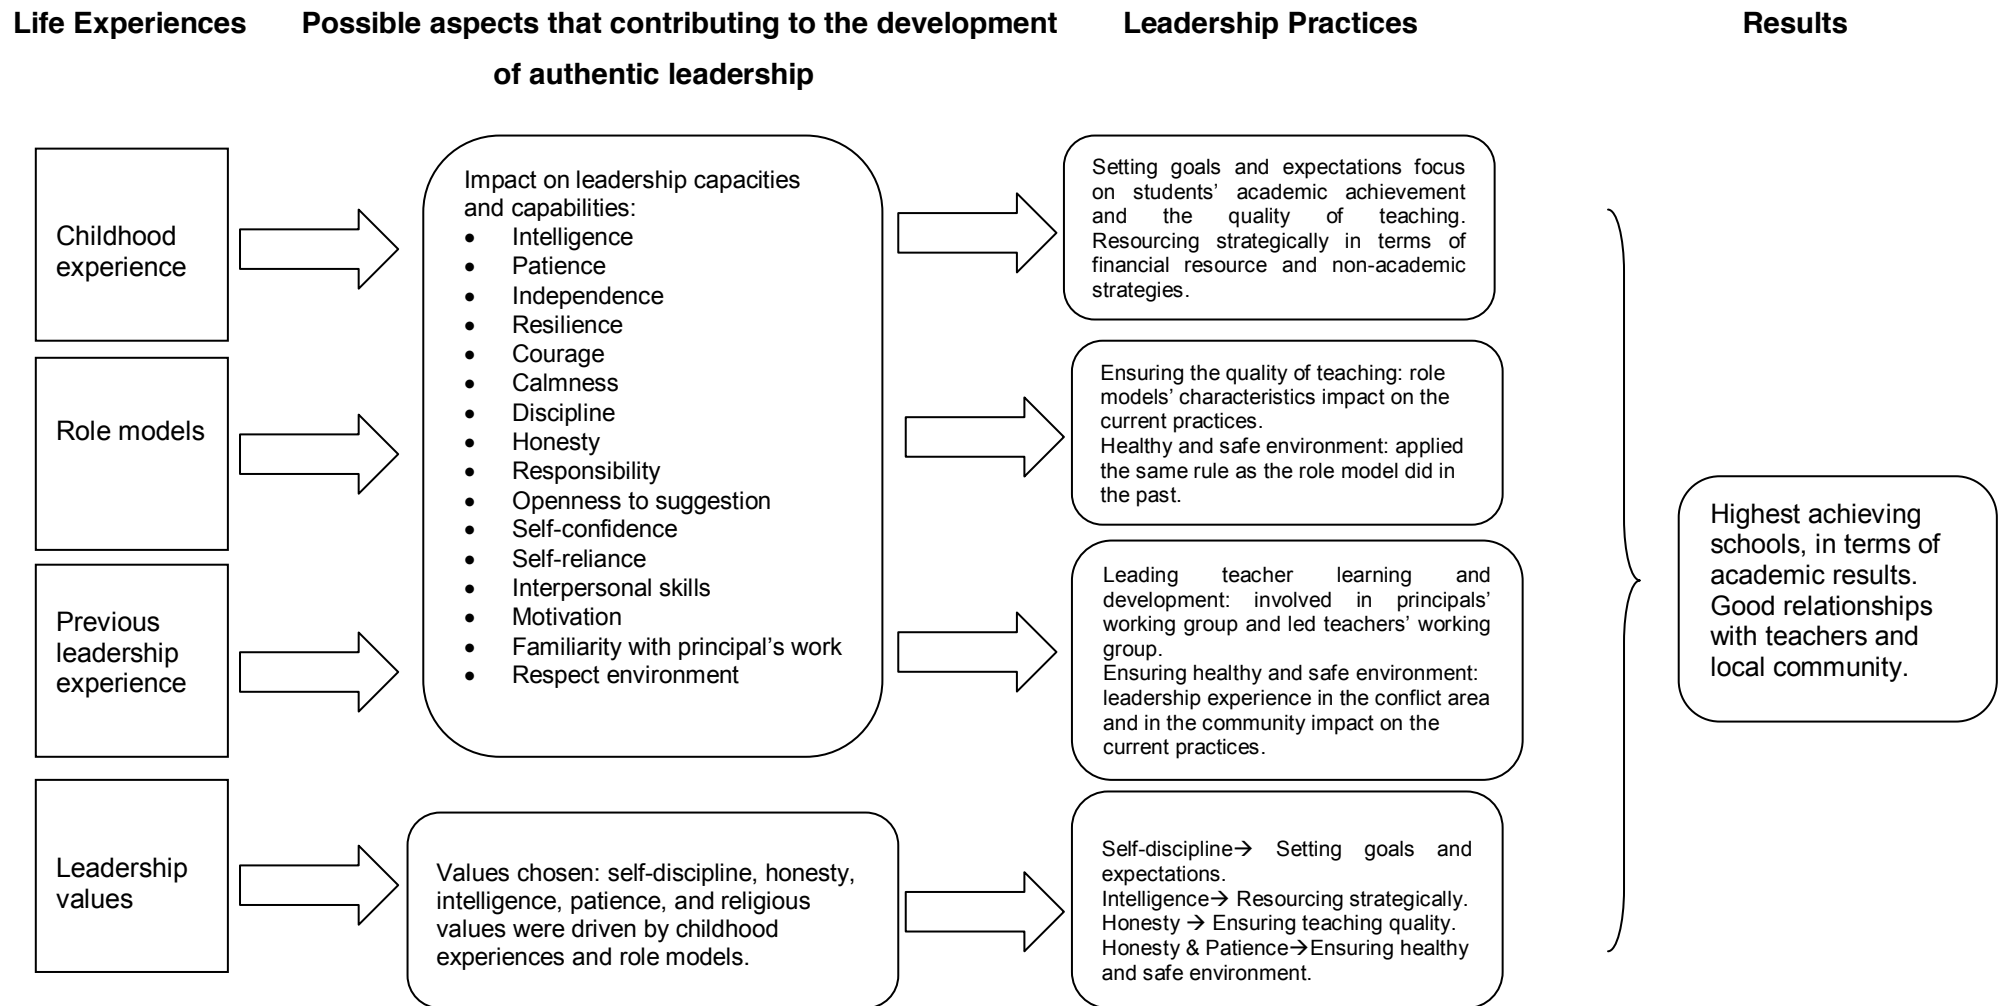 Life Experiences
Possible aspects that contributing to the development
of authentic leadership
Leadership Practices
Results
Childhood
experience
Role models
Previous
leadership
experience
Leadership
values
Impact on leadership capacities
and capabilities:
• Intelligence
• Patience
• Independence
• Resilience
• Courage
• Calmness
• Discipline
• Honesty
• Responsibility
• Openness to suggestion
• Self-confidence
• Self-reliance
• Interpersonal skills
• Motivation
• Familiarity with principal’s work
• Respect environment
Values chosen: self-discipline, honesty,
intelligence, patience, and religious
values were driven by childhood
experiences and role models.
Setting goals and expectations focus
on students’ academic achievement
and the quality of teaching.
Resourcing strategically in terms of
financial resource and non-academic
strategies.
Ensuring the quality of teaching: role
models’ characteristics impact on the
current practices.
Healthy and safe environment: applied
the same rule as the role model did in
the past.
Leading teacher learning and
development: involved in principals’
working group and led teachers’ working
group.
Ensuring healthy and safe environment:
leadership experience in the conflict area
and in the community impact on the
current practices.
Self-discipline→ Setting goals and
expectations.
Intelligence→ Resourcing strategically.
Honesty → Ensuring teaching quality.
Honesty & Patience→Ensuring healthy
and safe environment.
Highest achieving
schools, in terms of
academic results.
Good relationships
with teachers and
local community.